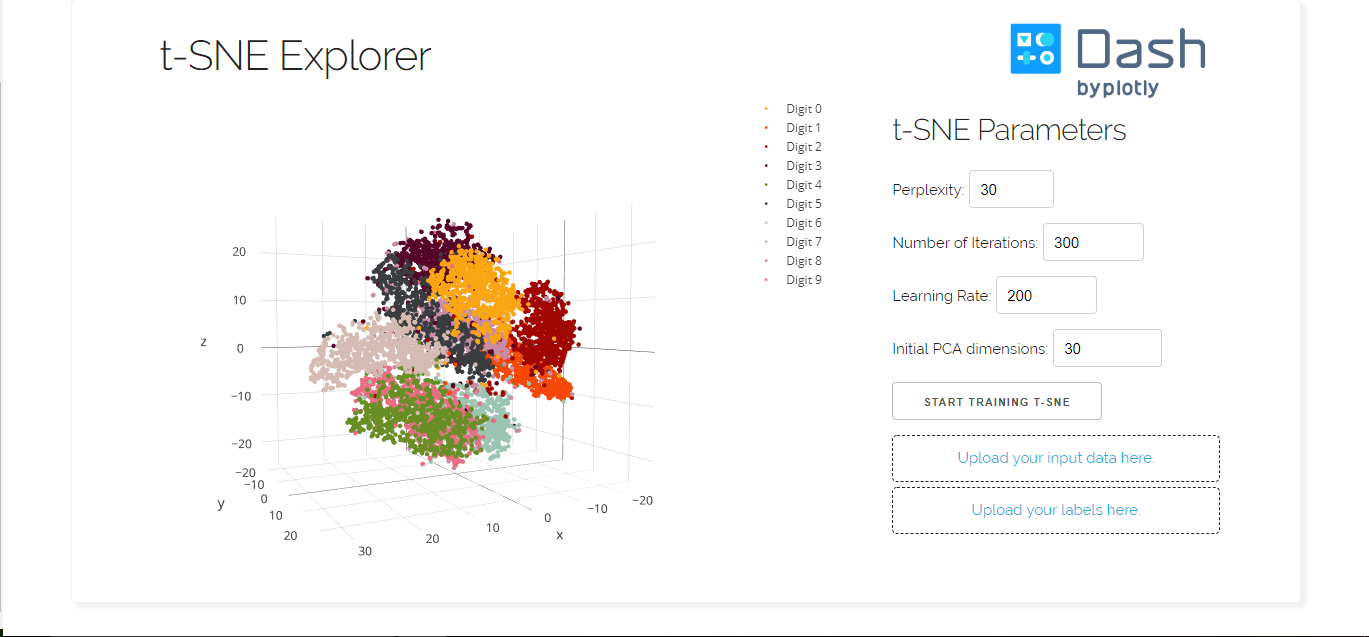 t-SNE Explorer
Dash
by plotly
Digit 0
Digit 1
Digit 2
Digit 3
Digit 4
Digit 5
Digit 6
Digit 7
Digit 8
Digit 9
20
10
z
0
−10
−20
−20
−10
0
y
10
20
30
20
10
0
x
−10
−20
t-SNE Parameters
Perplexity: 30
Number of Iterations: 300
Learning Rate: 200
Initial PCA dimensions: 30
START TRAINING T-SNE
Upload your input data here.
Upload your labels here.